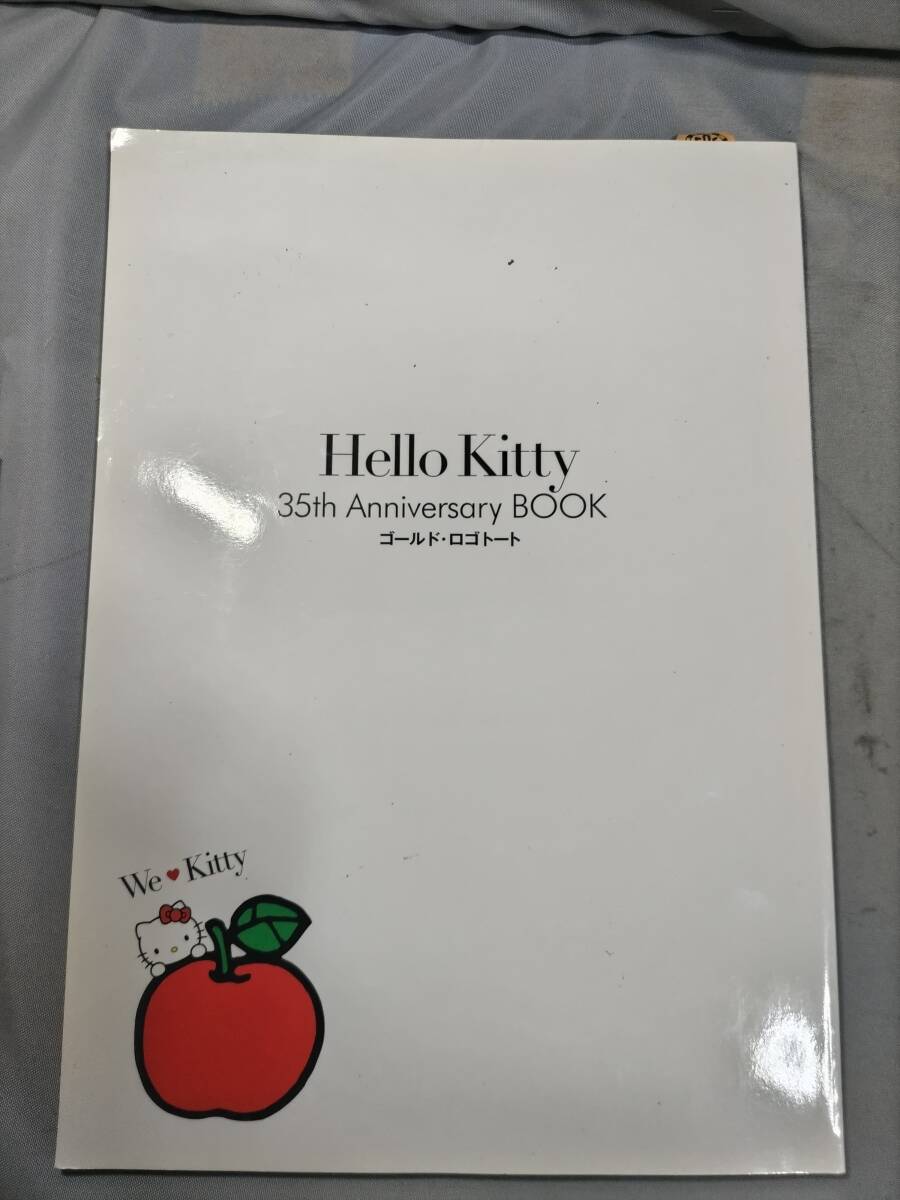 Hello Kitty
35th Anniversary BOOK
ゴールド・ロゴトート
We ♥ Kitty